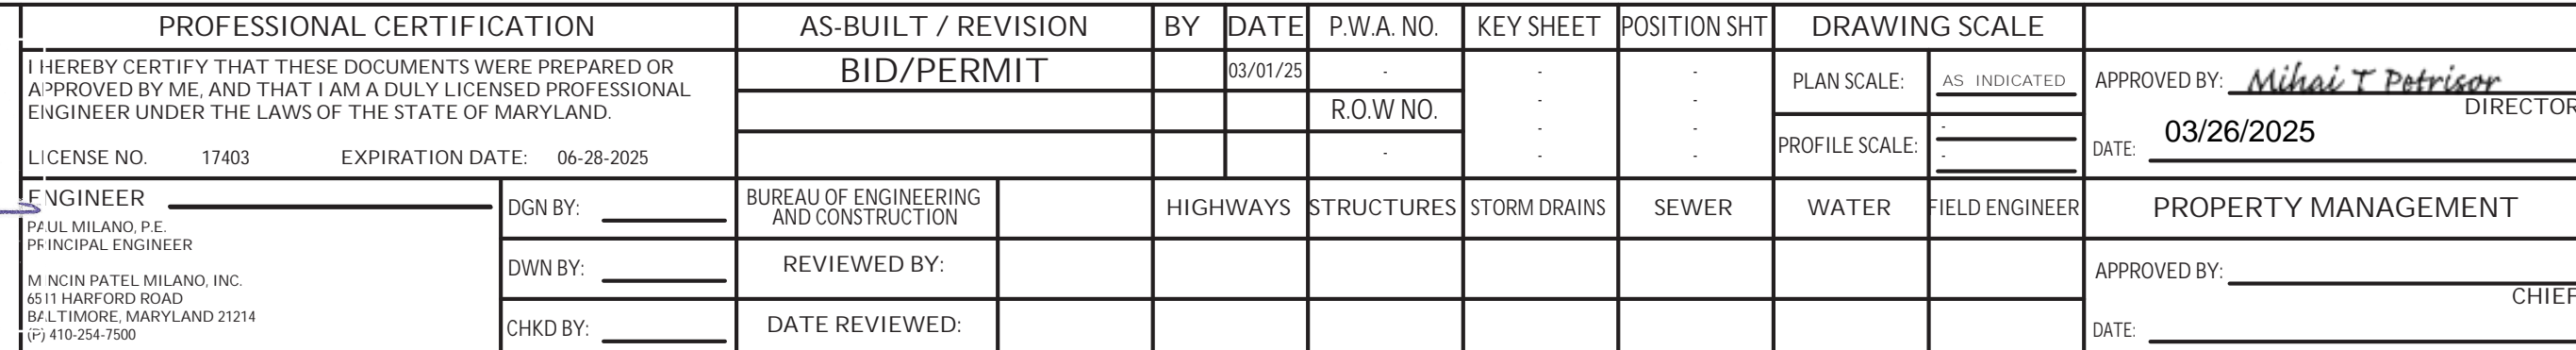 PROFESSIONAL CERTIFICATION
I HEREBY CERTIFY THAT THESE DOCUMENTS WERE PREPARED OR
APPROVED BY ME, AND THAT I AM A DULY LICENSED PROFESSIONAL
ENGINEER UNDER THE LAWS OF THE STATE OF MARYLAND.
LICENSE NO. 17403 EXPIRATION DATE: 06-28-2025
ENGINEER
PAUL MILANO, P.E.
PRINCIPAL ENGINEER
MINCIN PATEL MILANO, INC.
6511 HARFORD ROAD
BALTIMORE, MARYLAND 21214
(P) 410-254-7500
DGN BY:
DWN BY:
CHKD BY:
AS-BUILT / REVISION BY DATE
BID/PERMIT 03/01/25
P.W.A. NO.
-
R.O.W NO.
-
KEY SHEET
-
-
-
-
POSITION SHT
-
-
-
-
DRAWING SCALE
PLAN SCALE: AS INDICATED
PROFILE SCALE: -
-
APPROVED BY: Mihai T Petrisor
DIRECTOR
DATE: 03/26/2025
BUREAU OF ENGINEERING
AND CONSTRUCTION
HIGHWAYS STRUCTURES STORM DRAINS SEWER WATER FIELD ENGINEER
REVIEWED BY:
DATE REVIEWED:
PROPERTY MANAGEMENT
APPROVED BY:
CHIEF
DATE: